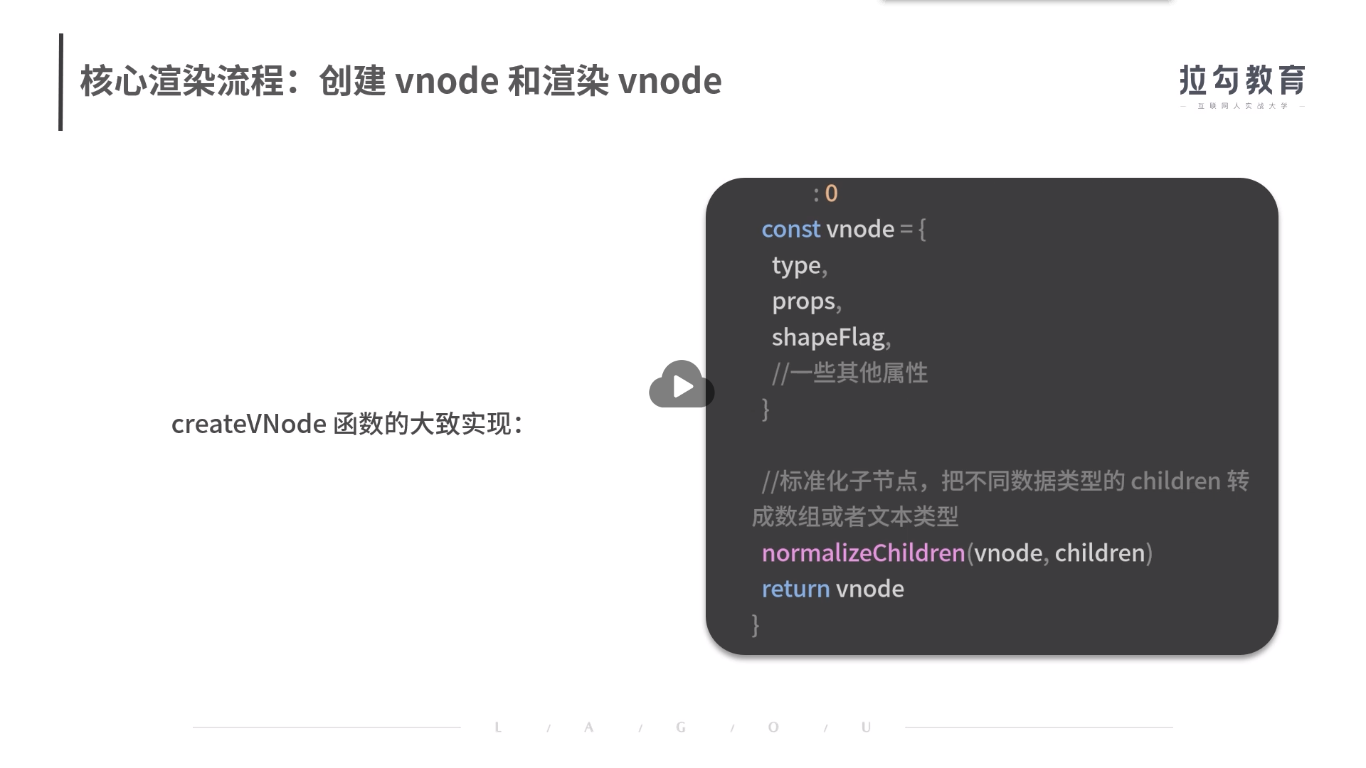 核心渲染流程：创建 vnode 和渲染 vnode
拉勾教育
互联网人实战大学
: 0
const vnode = {
type,
props,
shapeFlag,
//一些其他属性
}
createVNode 函数的大致实现：
//标准化子节点，把不同数据类型的 children 转
成数组或者文本类型
normalizeChildren(vnode, children)
return vnode
}
L / A / G / O / U